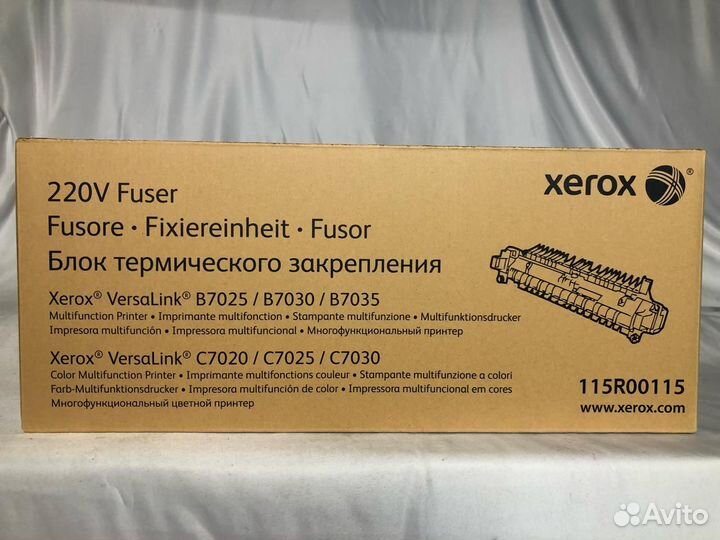 220V Fuser
Fusore • Fixiereinheit • Fusor
Блок термического закрепления
Xerox® VersaLink® B7025 / B7030 / B7035
Multifunction Printer • Imprimante multifonction • Stampante multifunzione • Multifunktionsdrucker
Impresora multifunción • Impressora multifuncional • Многофункциональный принтер
Xerox® VersaLink® C7020 / C7025 / C7030
Color Multifunction Printer • Imprimante multifonctions couleur • Stampante multifunzione a colori
Farb-Multifunktionsdrucker • Impresora multifunción de color • Impressora multifuncional em cores
Многофункциональный цветной принтер
xerox®
115R00115
www.xerox.com
Avito